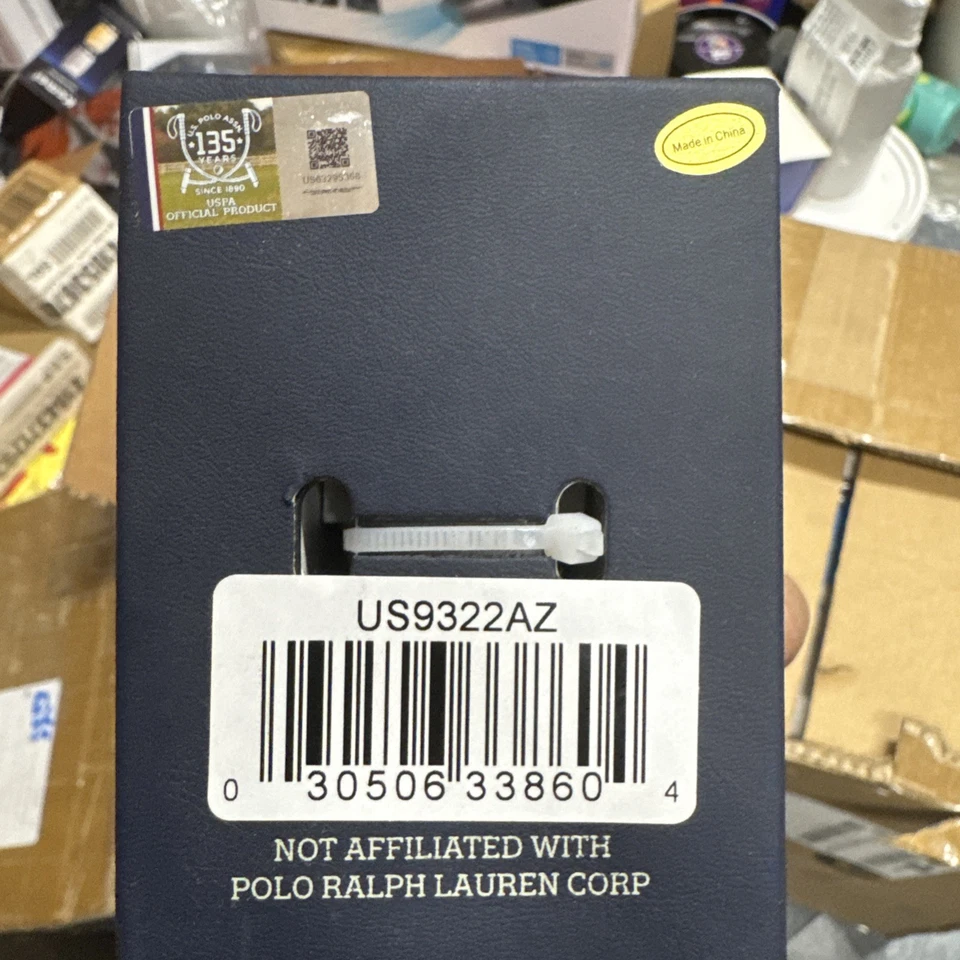 U.S. POLO ASSN.
135
YEARS
SINCE 1890
USPA
OFFICIAL PRODUCT
Made in China
US9322AZ
0 30506 33860 4
NOT AFFILIATED WITH
POLO RALPH LAUREN CORP